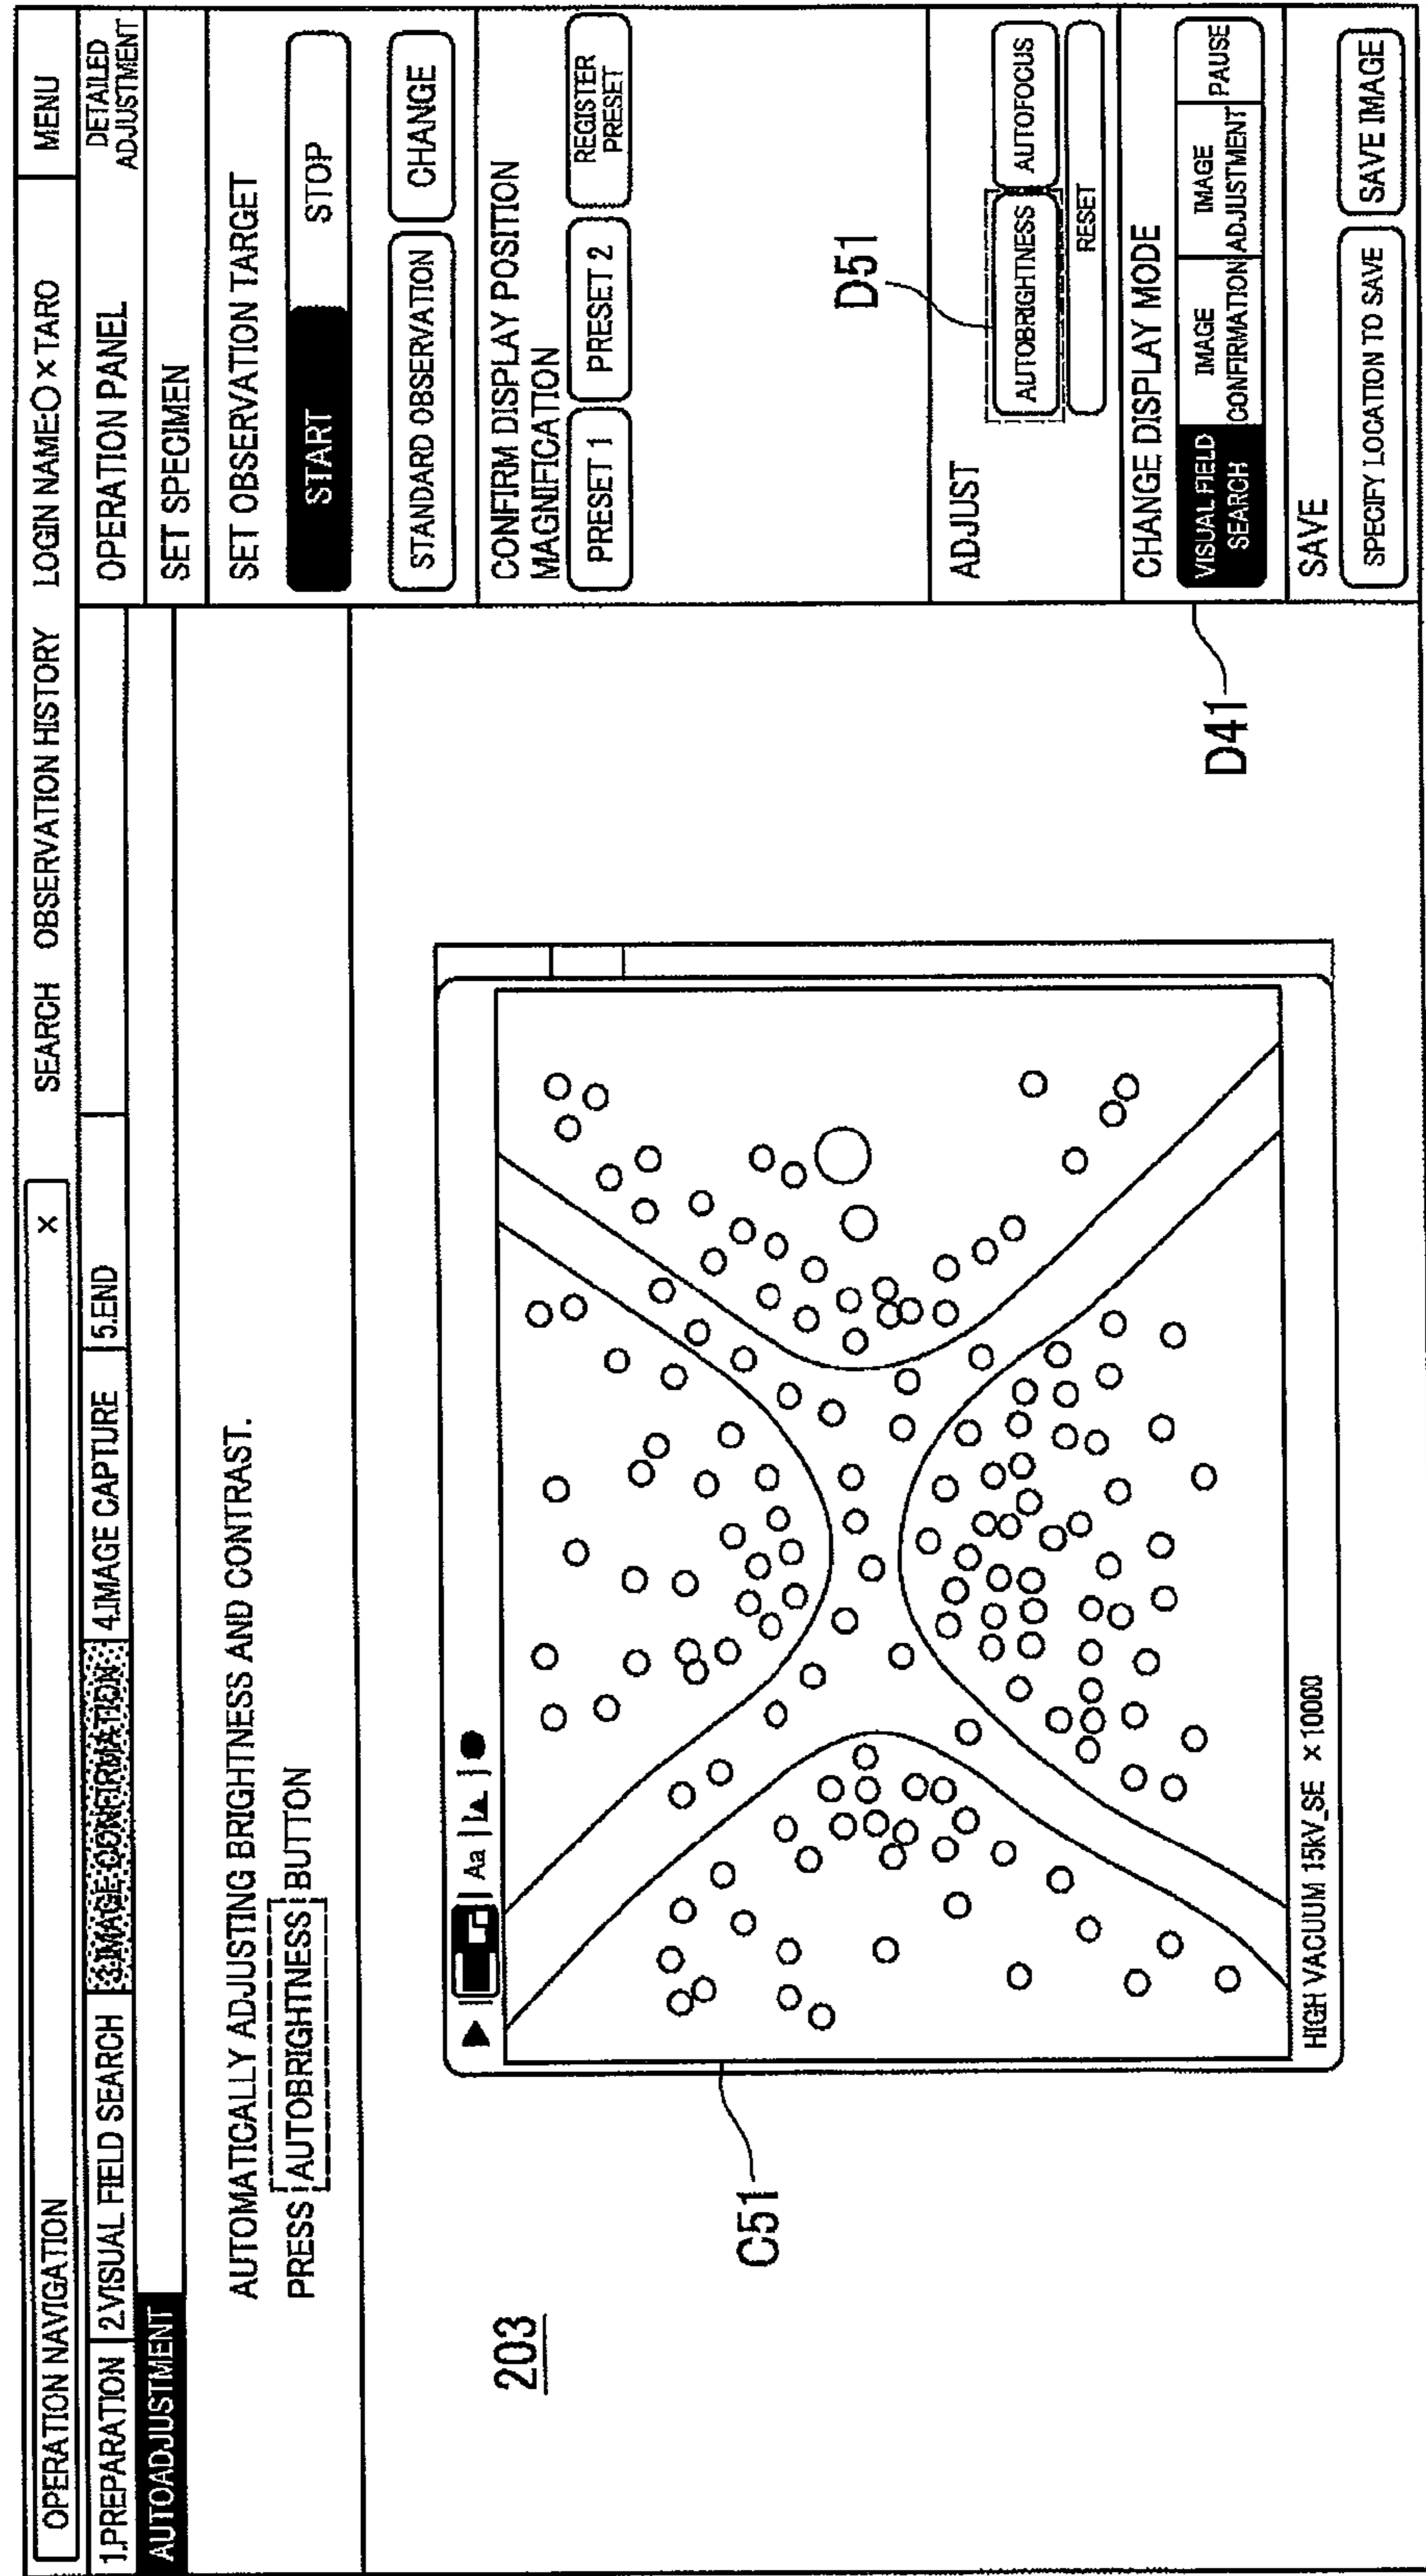 OPERATION NAVIGATION × SEARCH OBSERVATION HISTORY LOGIN NAME:○×TARO MENU
1.PREPARATION 2.VISUAL FIELD SEARCH 3.IMAGE CONFIRMATION 4.IMAGE CAPTURE 5.END
AUTOADJUSTMENT
AUTOMATICALLY ADJUSTING BRIGHTNESS AND CONTRAST.
PRESS AUTOBRIGHTNESS BUTTON
203
C51
Aa
HIGH VACUUM 15kV_SE ×10000
OPERATION PANEL
DETAILED
ADJUSTMENT
SET SPECIMEN
SET OBSERVATION TARGET
START STOP
STANDARD OBSERVATION CHANGE
CONFIRM DISPLAY POSITION
MAGNIFICATION
PRESET 1 PRESET 2
REGISTER
PRESET
D51
ADJUST
AUTOBRIGHTNESS AUTOFOCUS
RESET
CHANGE DISPLAY MODE
VISUAL FIELD
SEARCH
IMAGE
CONFIRMATION
IMAGE
ADJUSTMENT
PAUSE
D41
SAVE
SPECIFY LOCATION TO SAVE SAVE IMAGE